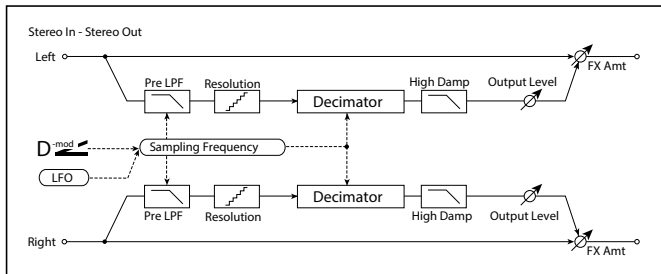 Stereo In - Stereo Out
Left
FX Amt
Pre LPF
Resolution
Decimator
High Damp
Output Level
D-mod
Sampling Frequency
LFO
Pre LPF
Resolution
Decimator
High Damp
Output Level
Right
FX Amt